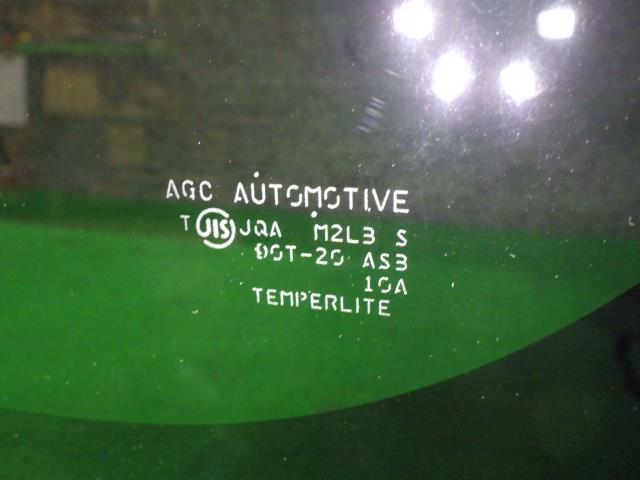 AGC AUTOMOTIVE
T JIS JQA M2L3 S
DOT-20 AS3
10A
TEMPERLITE